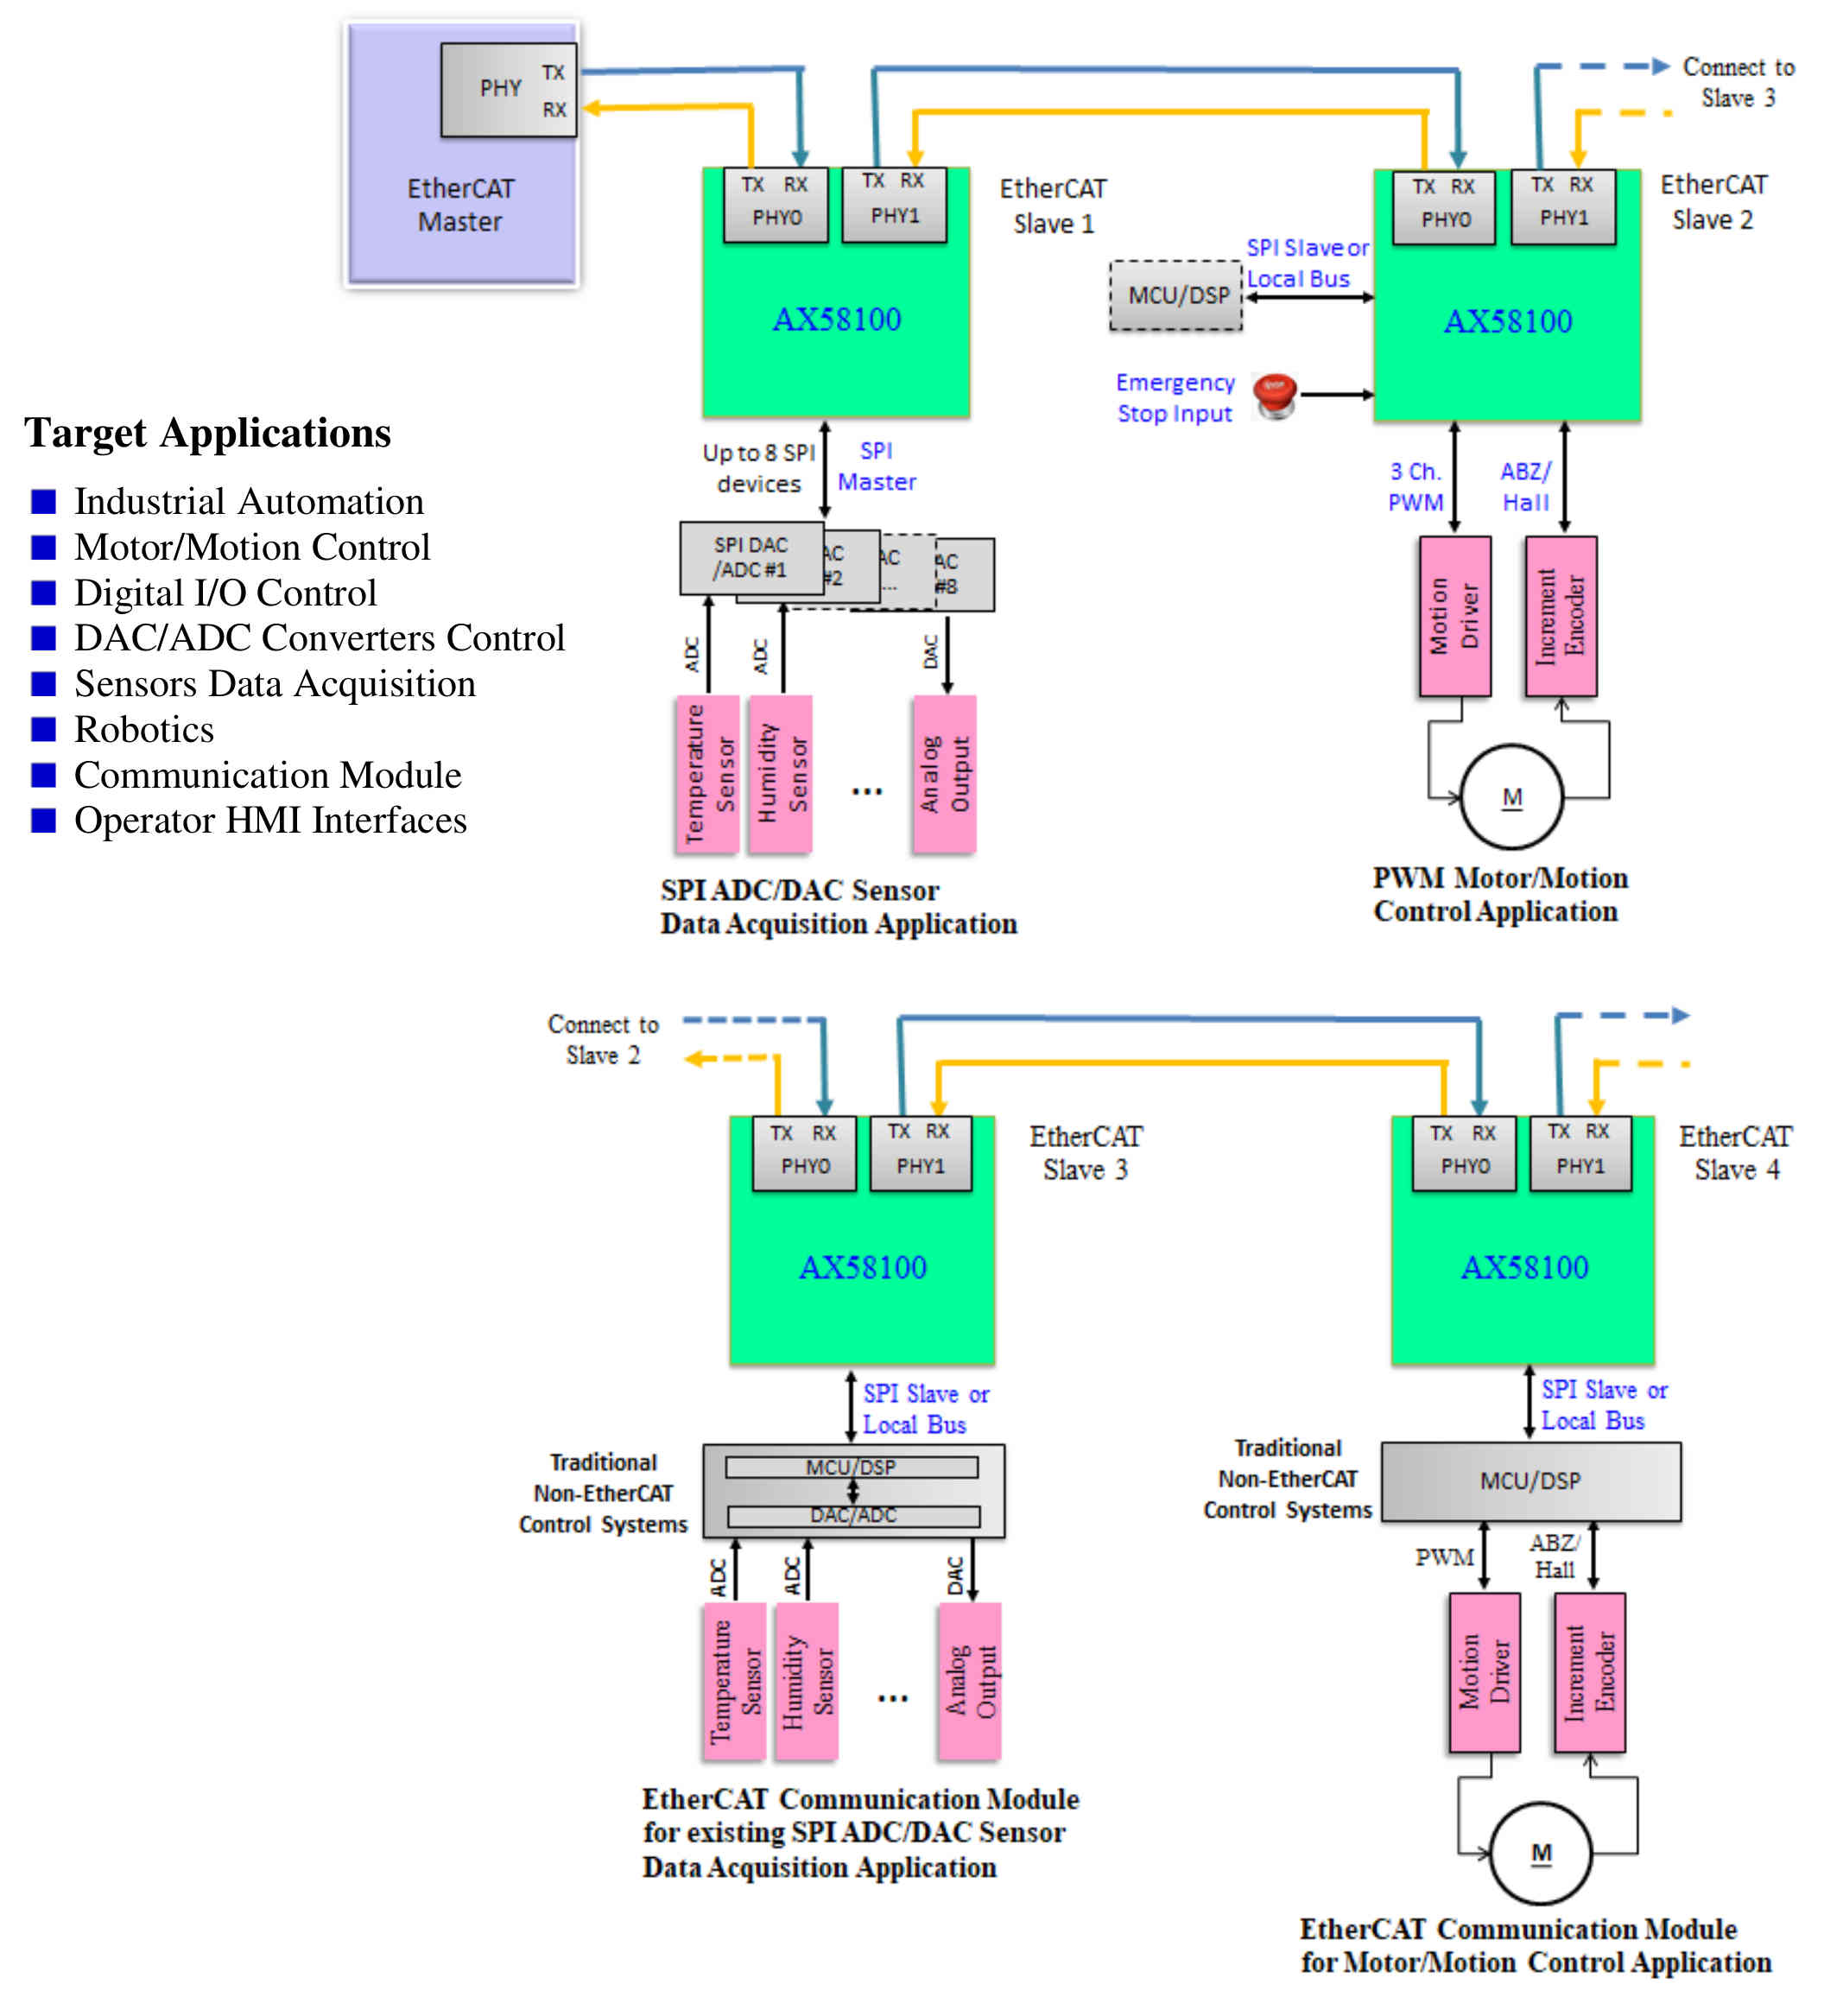 PHY TX
RX
EtherCAT
Master
TX RX
PHY0
TX RX
PHY1
EtherCAT
Slave 1
AX58100
TX RX
PHY0
TX RX
PHY1
Connect to
Slave 3
EtherCAT
Slave 2
AX58100
SPI Slave or
Local Bus
MCU/DSP
Emergency
Stop Input
Target Applications
Industrial Automation
Motor/Motion Control
Digital I/O Control
DAC/ADC Converters Control
Sensors Data Acquisition
Robotics
Communication Module
Operator HMI Interfaces
Up to 8 SPI
devices
SPI
Master
SPI DAC
/ADC #1
AC
#2
AC
...
AC
#8
ADC
ADC
DAC
Temperature
Sensor
Humidity
Sensor
...
Analog
Output
SPI ADC/DAC Sensor
Data Acquisition Application
3 Ch.
PWM
ABZ/
Hall
Motion
Driver
Increment
Encoder
M
PWM Motor/Motion
Control Application
Connect to
Slave 2
TX RX
PHY0
TX RX
PHY1
EtherCAT
Slave 3
AX58100
TX RX
PHY0
TX RX
PHY1
EtherCAT
Slave 4
AX58100
SPI Slave or
Local Bus
Traditional
Non-EtherCAT
Control Systems
MCU/DSP
DAC/ADC
ADC
ADC
DAC
Temperature
Sensor
Humidity
Sensor
...
Analog
Output
EtherCAT Communication Module
for existing SPI ADC/DAC Sensor
Data Acquisition Application
SPI Slave or
Local Bus
Traditional
Non-EtherCAT
Control Systems
MCU/DSP
PWM
ABZ/
Hall
Motion
Driver
Increment
Encoder
M
EtherCAT Communication Module
for Motor/Motion Control Application